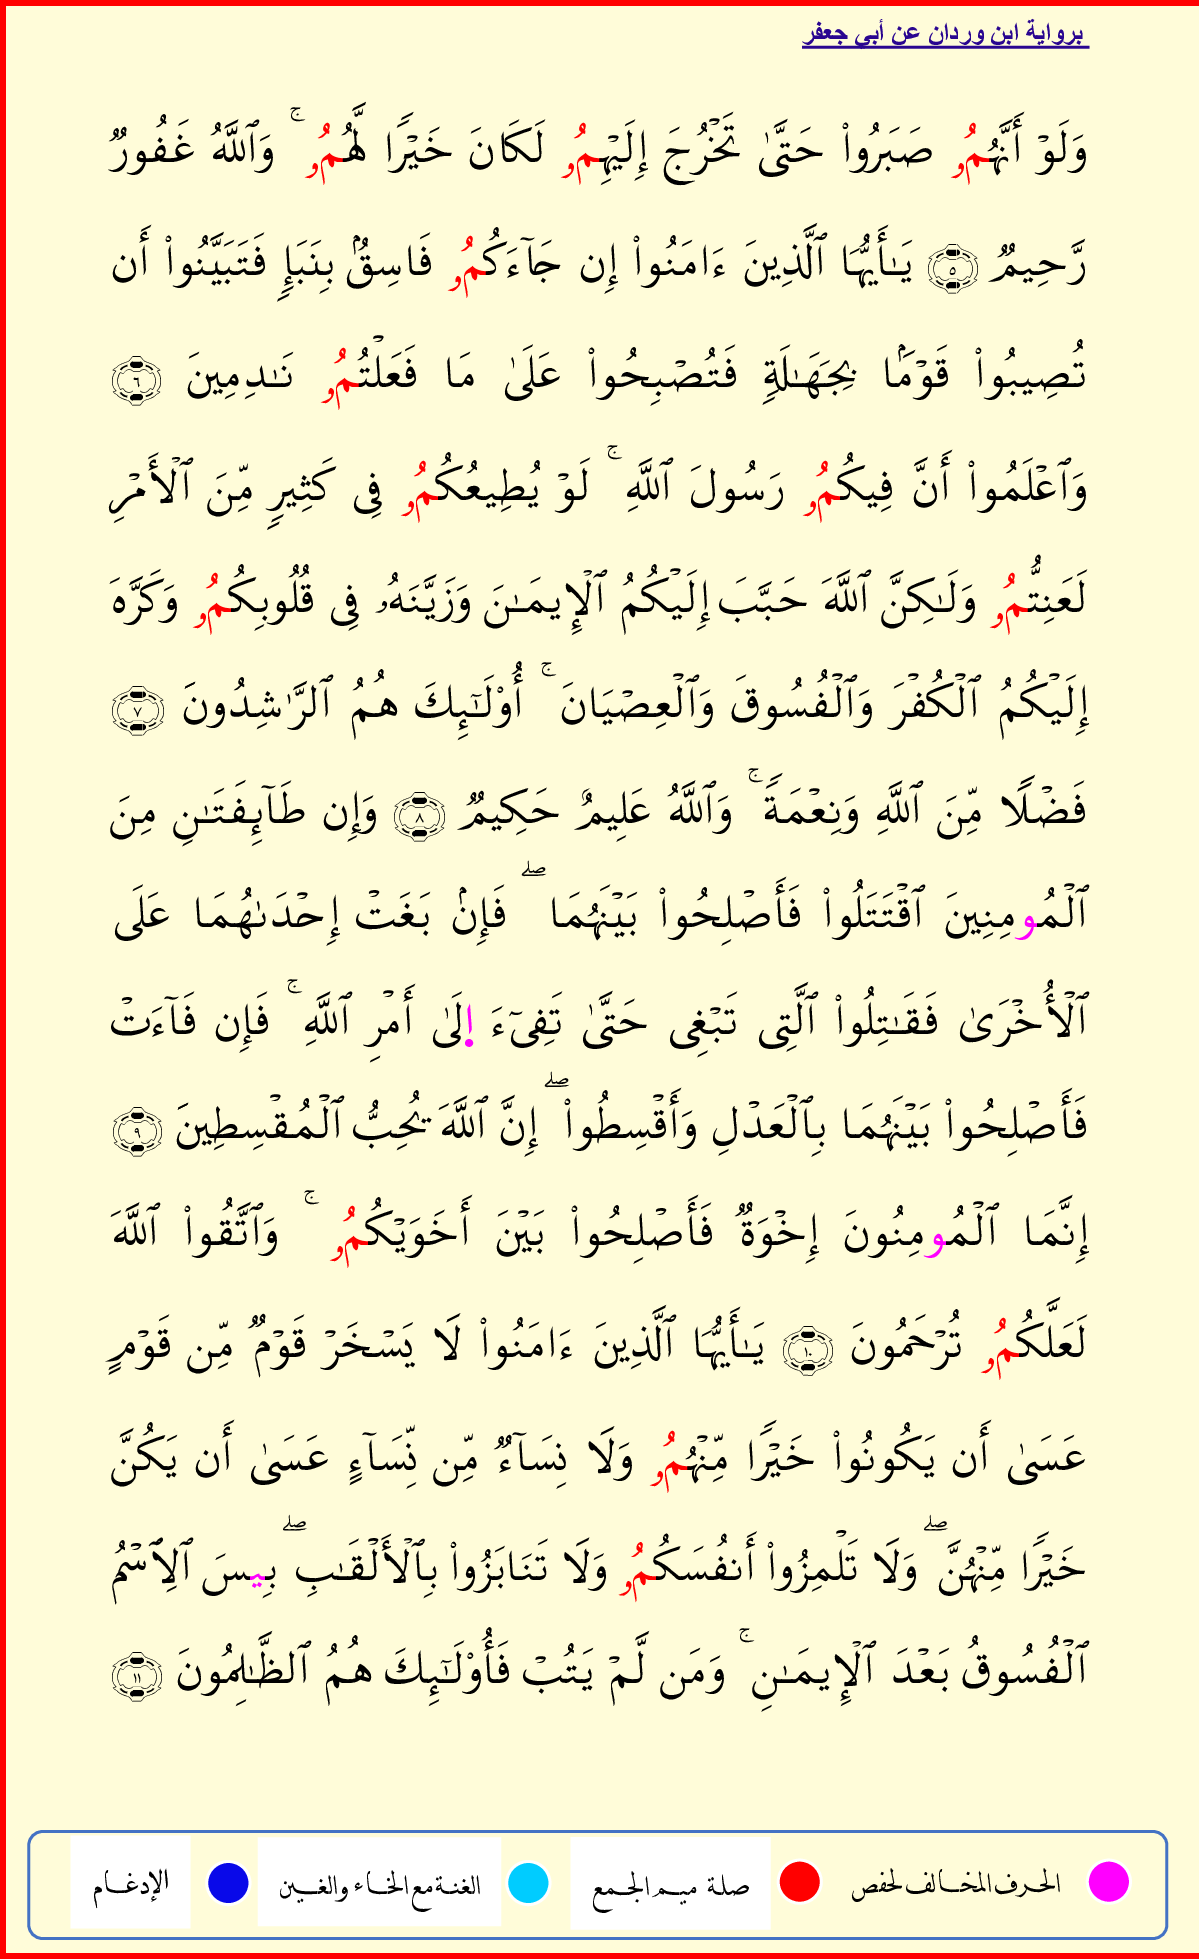 برواية ابن وردان عن أبي جعفر
وَلَوۡ أَنَّهُمُۥ صَبَرُواْ حَتَّىٰ تَخۡرُجَ إِلَيۡهِمُۥ لَكَانَ خَيۡرٗا لَّهُمُۥۚ وَٱللَّهُ غَفُورٞ
رَّحِيمٞ ٥ يَـٰٓأَيُّهَا ٱلَّذِينَ ءَامَنُواْ إِن جَآءَكُمُۥ فَاسِقُۢ بِنَبَإٖ فَتَبَيَّنُواْ أَن
تُصِيبُواْ قَوۡمَۢا بِجَهَـٰلَةٖ فَتُصۡبِحُواْ عَلَىٰ مَا فَعَلۡتُمُۥ نَـٰدِمِينَ ٦
وَٱعۡلَمُواْ أَنَّ فِيكُمُۥ رَسُولَ ٱللَّهِۚ لَوۡ يُطِيعُكُمُۥ فِي كَثِيرٖ مِّنَ ٱلۡأَمۡرِ
لَعَنِتُّمُۥ وَلَـٰكِنَّ ٱللَّهَ حَبَّبَ إِلَيۡكُمُ ٱلۡإِيمَـٰنَ وَزَيَّنَهُۥ فِي قُلُوبِكُمُۥ وَكَرَّهَ
إِلَيۡكُمُ ٱلۡكُفۡرَ وَٱلۡفُسُوقَ وَٱلۡعِصۡيَانَۚ أُوْلَـٰٓئِكَ هُمُ ٱلرَّٰشِدُونَ ٧
فَضۡلٗا مِّنَ ٱللَّهِ وَنِعۡمَةٗۚ وَٱللَّهُ عَلِيمٌ حَكِيمٞ ٨ وَإِن طَآئِفَتَـٰنِ مِنَ
ٱلۡمُومِنِينَ ٱقۡتَتَلُواْ فَأَصۡلِحُواْ بَيۡنَهُمَاۖ فَإِنۢ بَغَتۡ إِحۡدَىٰهُمَا عَلَى
ٱلۡأُخۡرَىٰ فَقَـٰتِلُواْ ٱلَّتِي تَبۡغِي حَتَّىٰ تَفِيٓءَ اِ۪لَىٰ أَمۡرِ ٱللَّهِۚ فَإِن فَآءَتۡ
فَأَصۡلِحُواْ بَيۡنَهُمَا بِٱلۡعَدۡلِ وَأَقۡسِطُوٓاْۖ إِنَّ ٱللَّهَ يُحِبُّ ٱلۡمُقۡسِطِينَ ٩
إِنَّمَا ٱلۡمُومِنُونَ إِخۡوَةٞ فَأَصۡلِحُواْ بَيۡنَ أَخَوَيۡكُمُۥۚ وَٱتَّقُواْ ٱللَّهَ
لَعَلَّكُمُۥ تُرۡحَمُونَ ١٠ يَـٰٓأَيُّهَا ٱلَّذِينَ ءَامَنُواْ لَا يَسۡخَرۡ قَوۡمٞ مِّن قَوۡمٍ
عَسَىٰ أَن يَكُونُواْ خَيۡرٗا مِّنۡهُمُۥ وَلَا نِسَآءٞ مِّن نِّسَآءٍ عَسَىٰ أَن يَكُنَّ
خَيۡرٗا مِّنۡهُنَّۖ وَلَا تَلۡمِزُواْ أَنفُسَكُمُۥ وَلَا تَنَابَزُواْ بِٱلۡأَلۡقَـٰبِۖ بِيسَ ٱلِٱسۡمُ
ٱلۡفُسُوقُ بَعۡدَ ٱلۡإِيمَـٰنِۚ وَمَن لَّمۡ يَتُبۡ فَأُوْلَـٰٓئِكَ هُمُ ٱلظَّـٰلِمُونَ ١١
الحرف المخالف لحفص صلة ميم الجمع الغنة مع الخاء والغين الإدغام